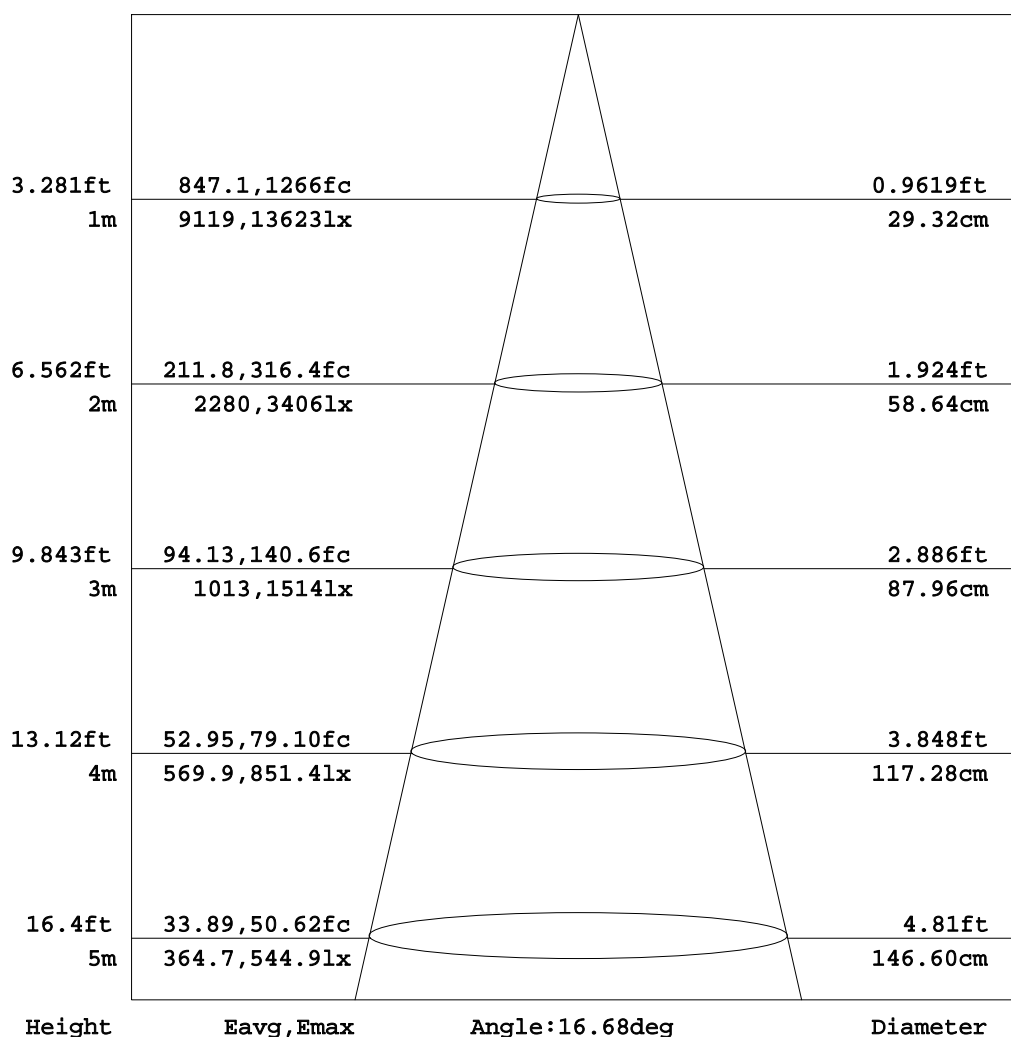 3.281ft 847.1,1266fc 0.9619ft
1m 9119,13623lx 29.32cm
6.562ft 211.8,316.4fc 1.924ft
2m 2280,3406lx 58.64cm
9.843ft 94.13,140.6fc 2.886ft
3m 1013,1514lx 87.96cm
13.12ft 52.95,79.10fc 3.848ft
4m 569.9,851.4lx 117.28cm
16.4ft 33.89,50.62fc 4.81ft
5m 364.7,544.9lx 146.60cm
Height Eavg,Emax Angle:16.68deg Diameter